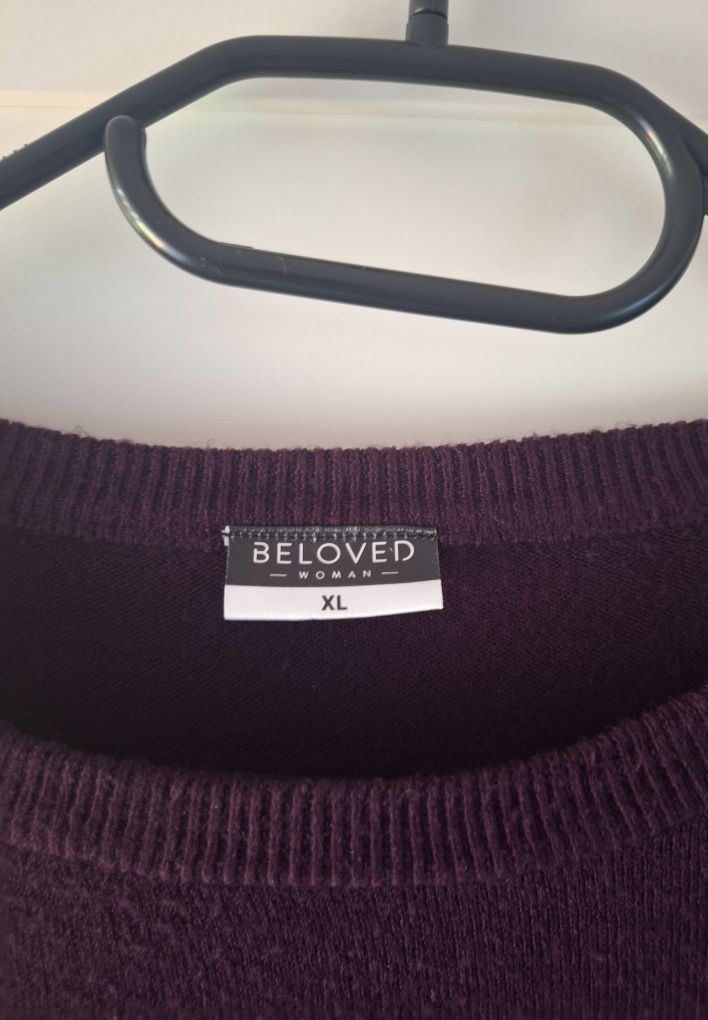 BELOVED
— WOMAN —
XL